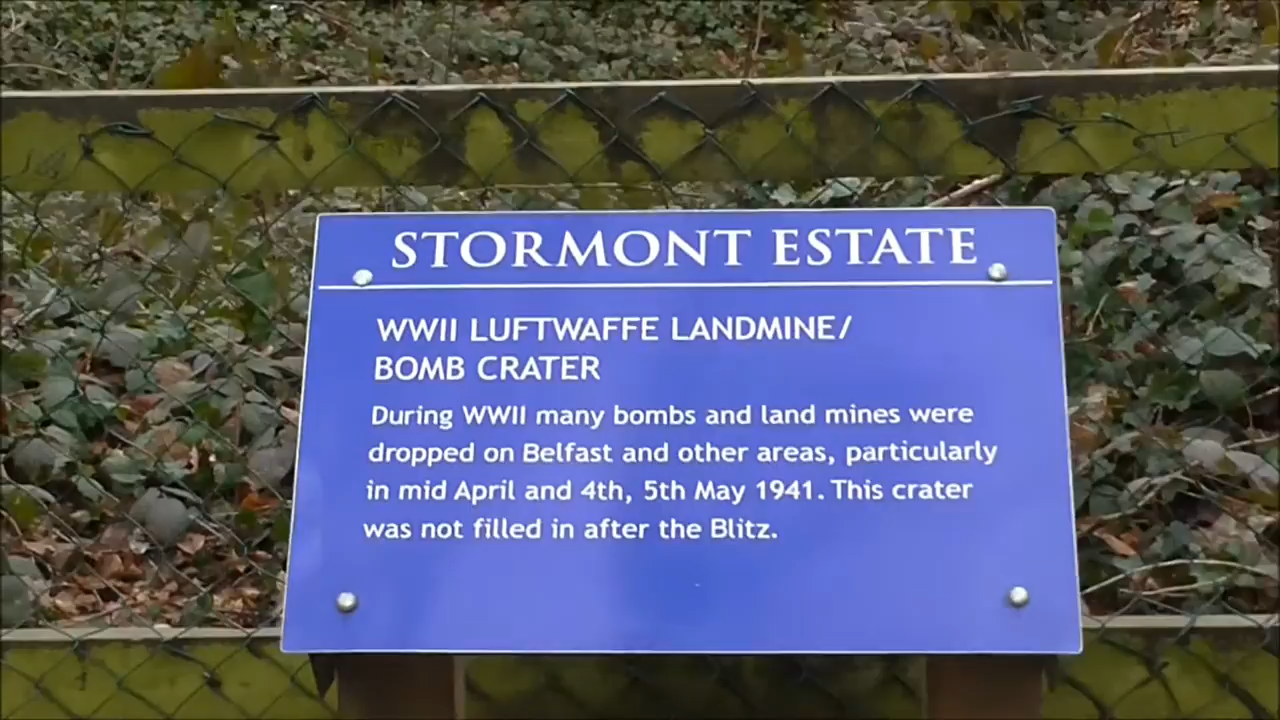 STORMONT ESTATE
WWII LUFTWAFFE LANDMINE/
BOMB CRATER
During WWII many bombs and land mines were
dropped on Belfast and other areas, particularly
in mid April and 4th, 5th May 1941. This crater
was not filled in after the Blitz.